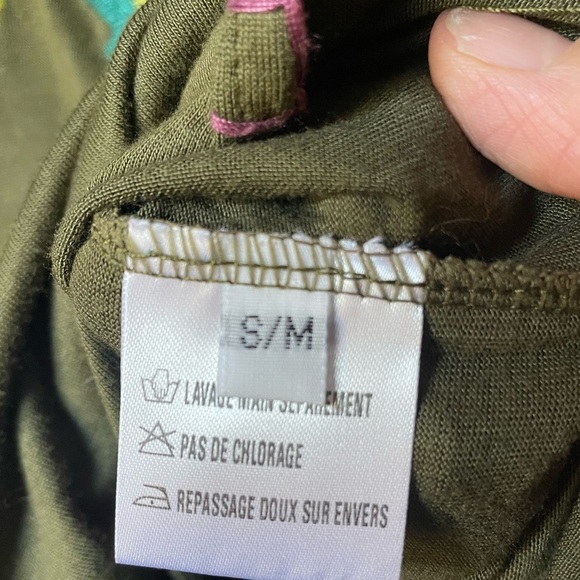 S/M
LAVAGE MAIN SEPAREMENT
PAS DE CHLORAGE
REPASSAGE DOUX SUR ENVERS